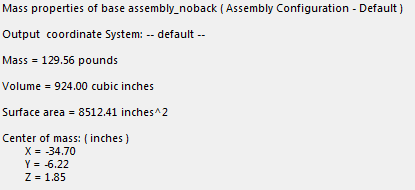 Mass properties of base assembly_noback ( Assembly Configuration - Default )
Output  coordinate System: -- default --
Mass = 129.56 pounds
Volume = 924.00 cubic inches
Surface area = 8512.41 inches^2
Center of mass: ( inches )
X = -34.70
Y = -6.22
Z = 1.85